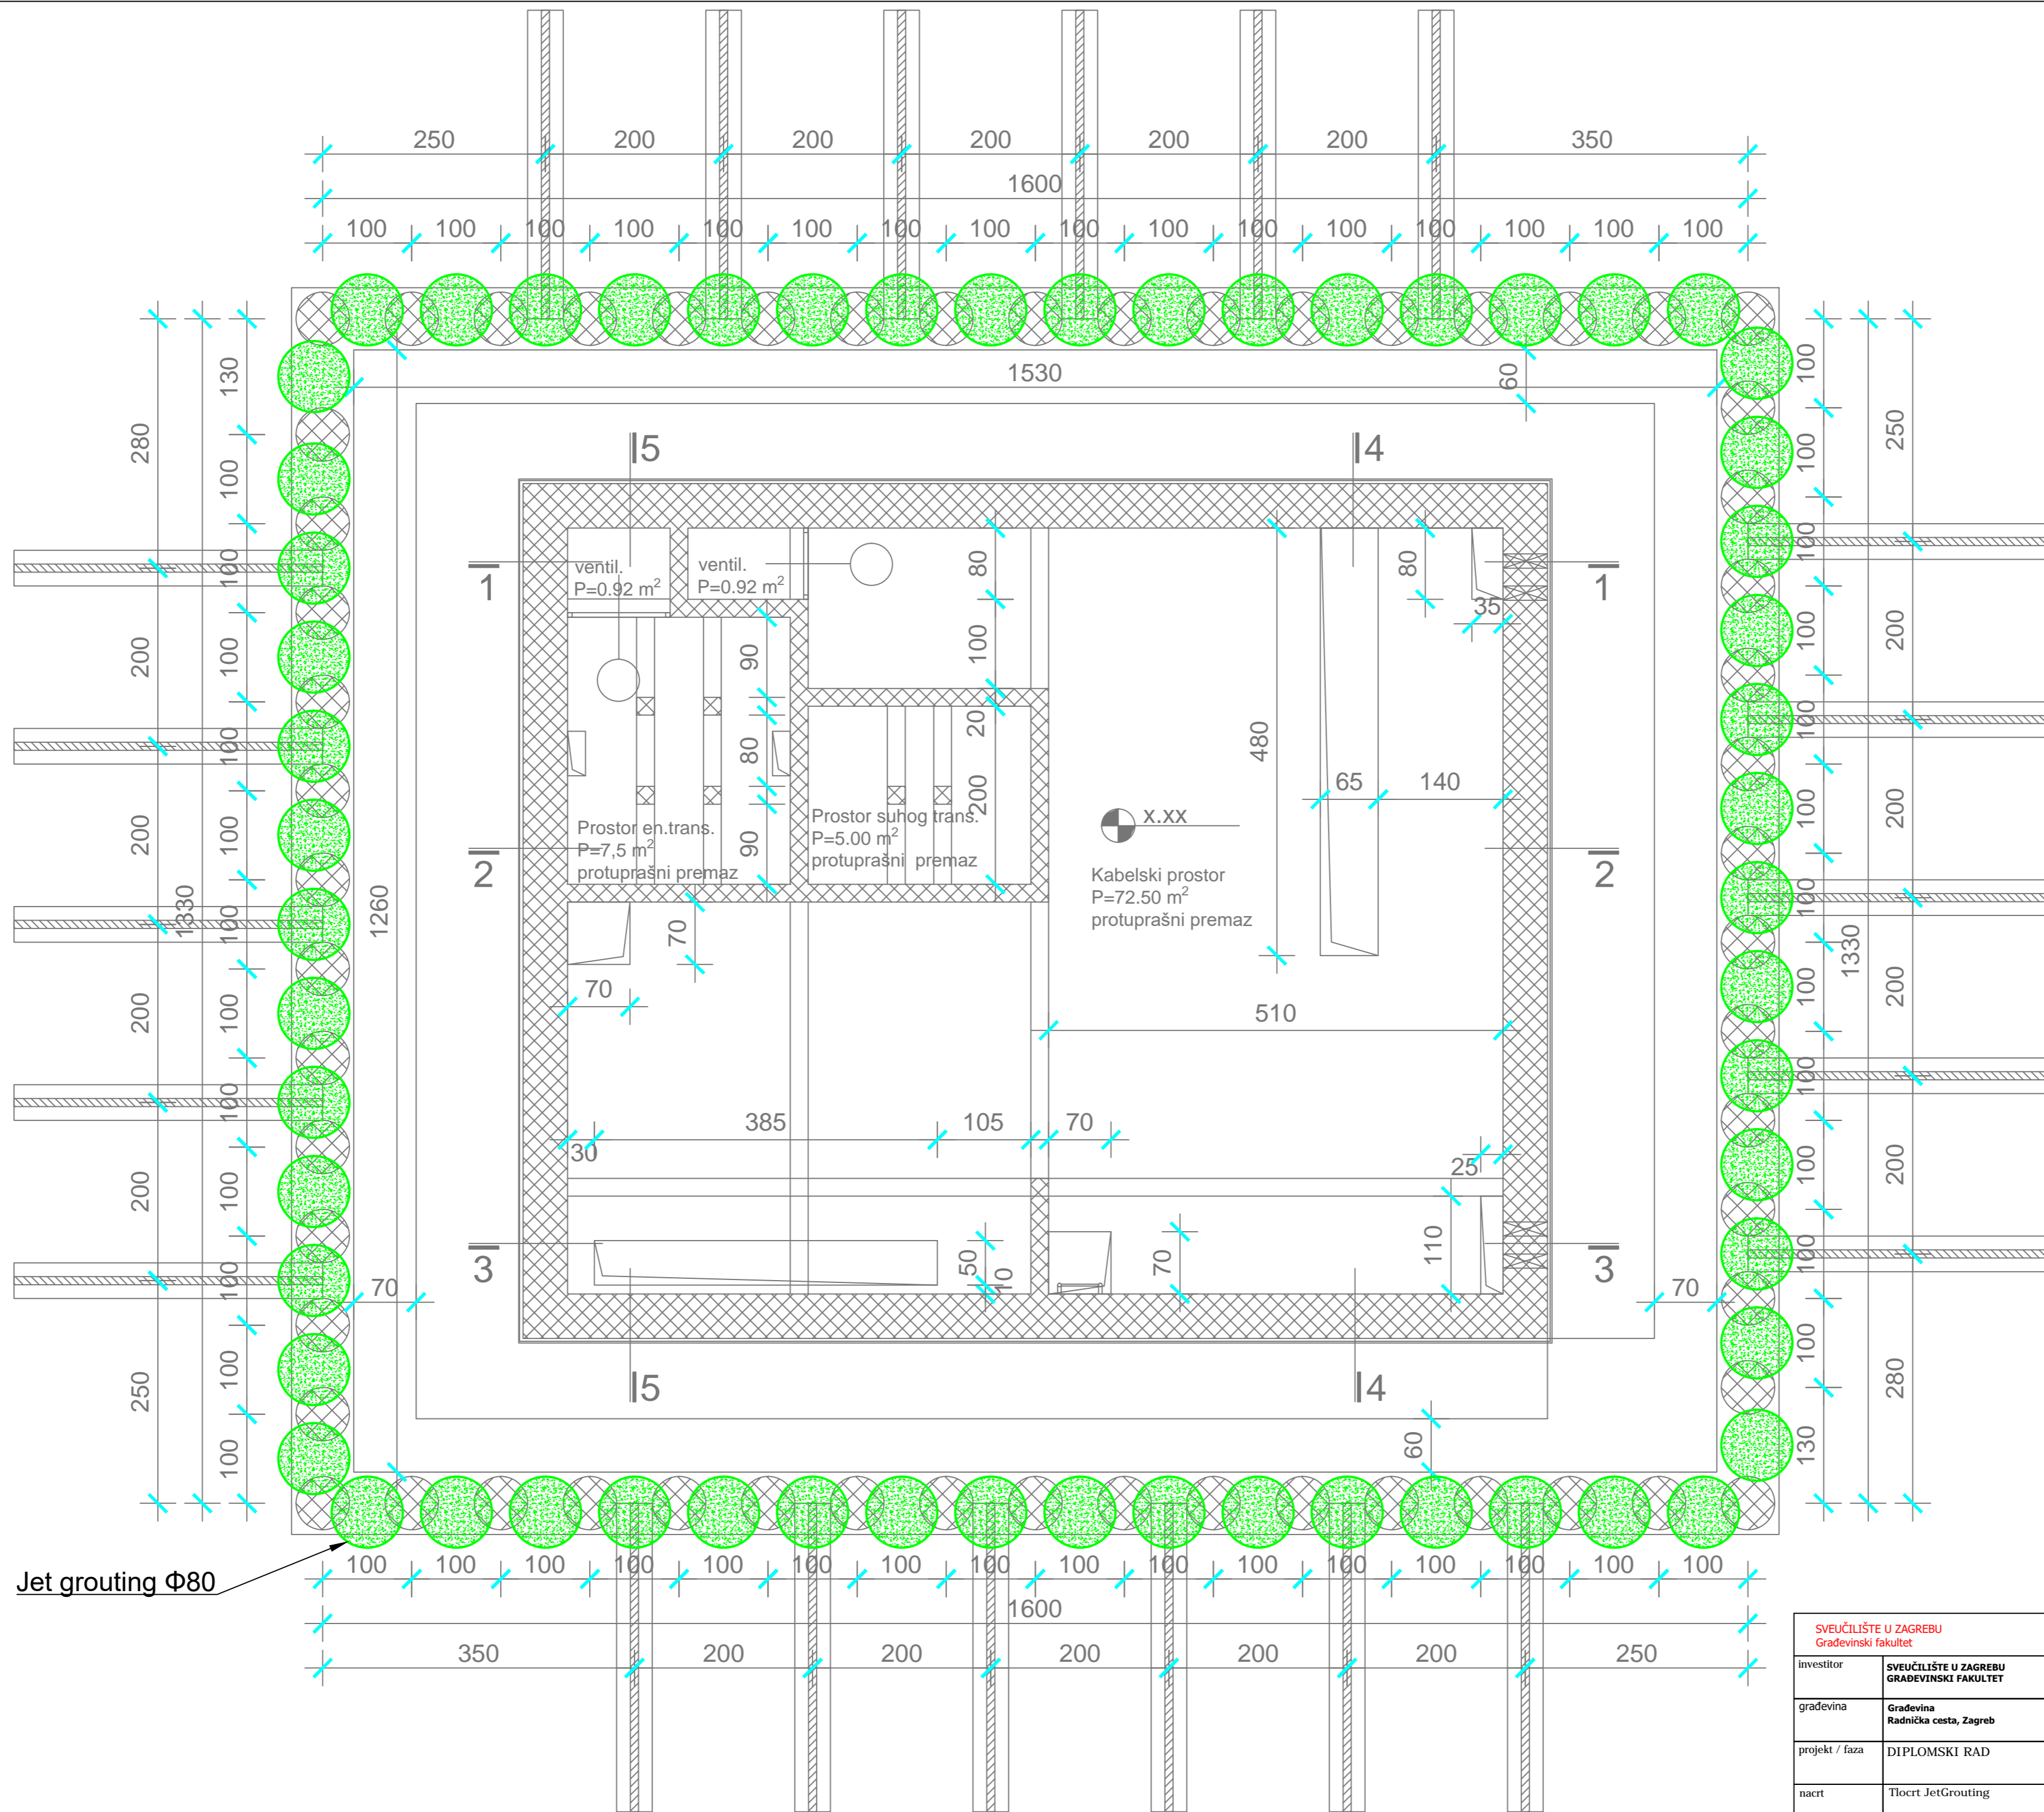 250 200 200 200 200 200 350
1600
100 100 100 100 100 100 100 100 100 100 100 100 100 100 100 100
1530
60
130
100
100
100
100
100
100
100
100
100
100
100
100
280
200
200
200
200
250
1330
1260
100
100
100
100
100
100
100
100
100
100
100
100
130
250
200
200
200
200
280
1330
5 4
1 1
ventil.
P=0.92 m²
ventil.
P=0.92 m²
80
100
20
200
80
35
90
80
90
480
65 140
x.xx
Prostor en.trans.
P=7,5 m²
protuprašni premaz
Prostor suhog trans.
P=5.00 m²
protuprašni premaz
Kabelski prostor
P=72.50 m²
protuprašni premaz
2 2
70
70
510
385 105 70
30
25
110
50
10
70
3 3
70 70
5 4
60
Jet grouting Φ80
100 100 100 100 100 100 100 100 100 100 100 100 100 100 100 100
1600
350 200 200 200 200 200 250
SVEUČILIŠTE U ZAGREBU
Građevinski fakultet
investitor SVEUČILIŠTE U ZAGREBU
GRAĐEVINSKI FAKULTET
građevina Građevina
Radnička cesta, Zagreb
projekt / faza DIPLOMSKI RAD
nacrt Tlocrt JetGrouting